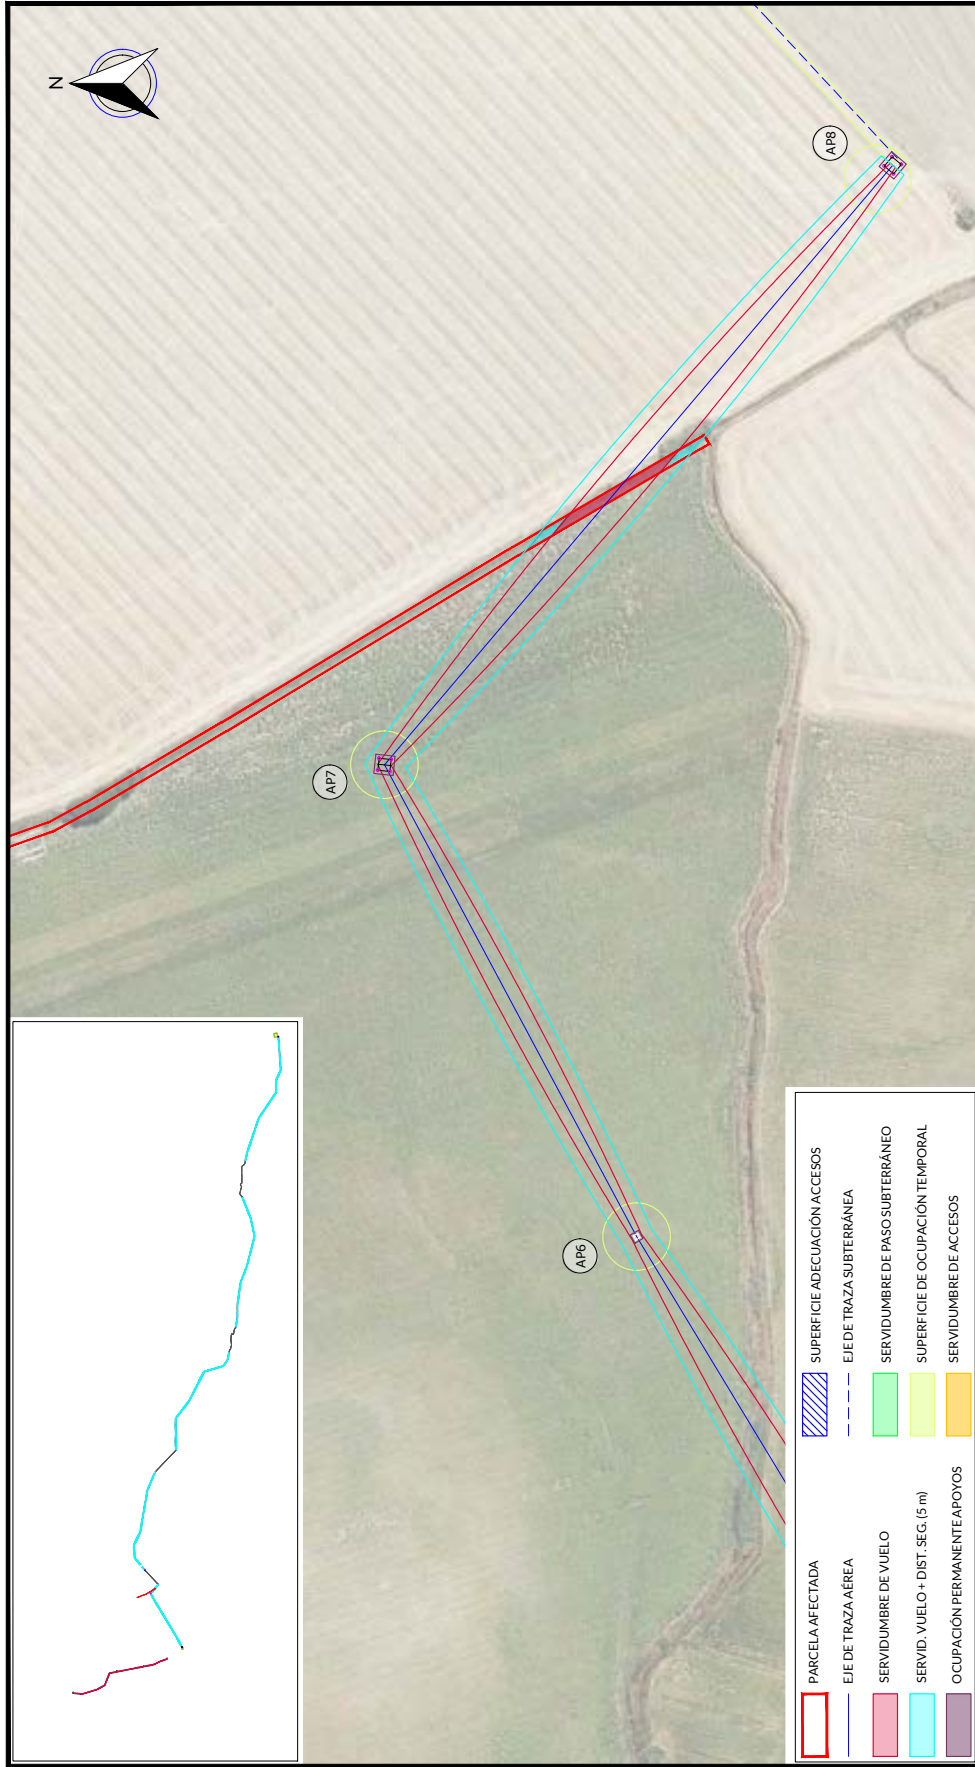 N
AP8
AP7
AP6
PARCELA AFECTADA
EJE DE TRAZA AÉREA
SERVIDUMBRE DE VUELO
SERVID. VUELO + DIST. SEG. (5 m)
OCUPACIÓN PERMANENTE APOYOS
SUPERFICIE ADECUACIÓN ACCESOS
EJE DE TRAZA SUBTERRÁNEA
SERVIDUMBRE DE PASO SUBTERRÁNEO
SUPERFICIE DE OCUPACIÓN TEMPORAL
SERVIDUMBRE DE ACCESOS